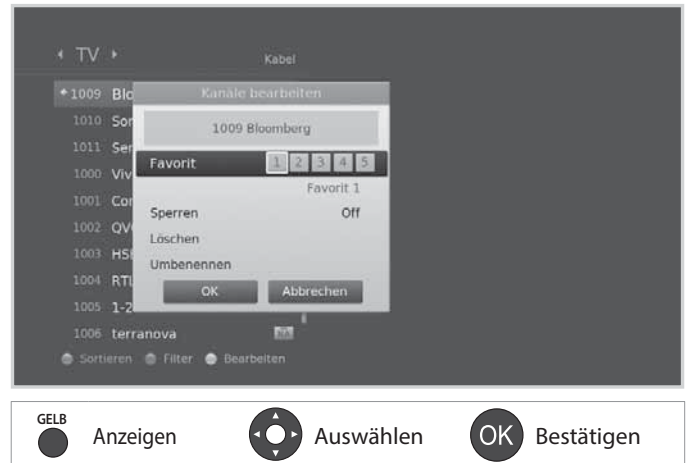 TV
Kabel
1009 Blo
Kanäle bearbeiten
1010 Sor
1009 Bloomberg
1011 Ser
Favorit 1 2 3 4 5
1000 Viv
Favorit 1
1001 Cor
Sperren Off
1002 QV
Löschen
1003 HS
Umbenennen
1004 RTL
OK Abbrechen
1005 1-2
1006 terranova
Sortieren Filter Bearbeiten
GELB
Anzeigen Auswählen OK Bestätigen